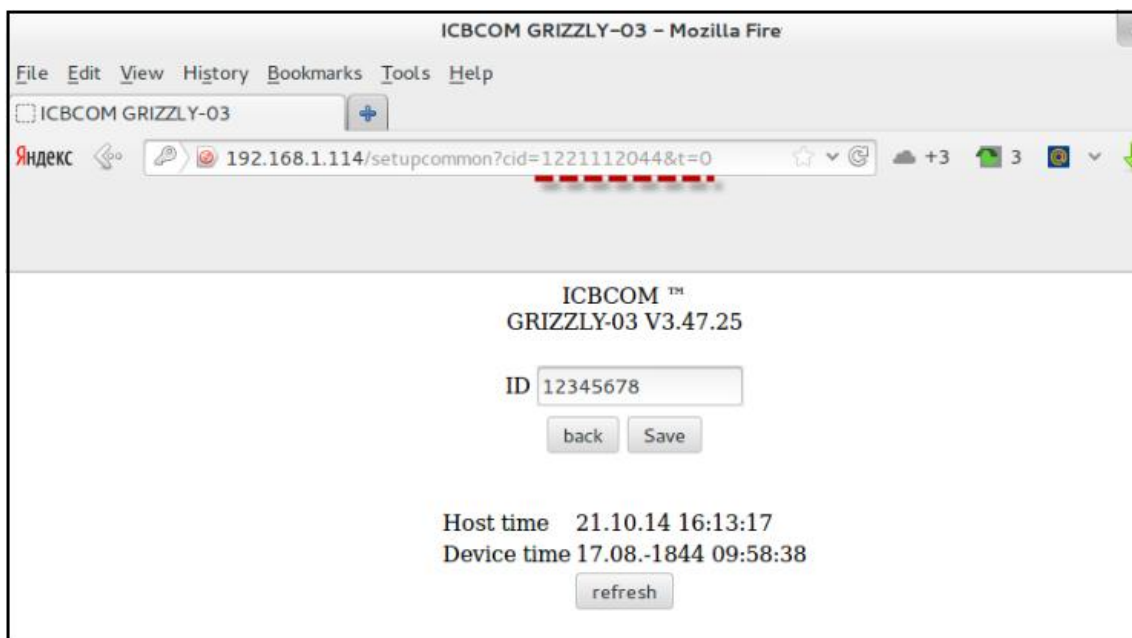 ICBCOM GRIZZLY-03 - Mozilla Fire
File Edit View History Bookmarks Tools Help
ICBCOM GRIZZLY-03
Яндекс 192.168.1.114/setupcommon?cid=1221112044&t=0 +3 3
ICBCOM ™
GRIZZLY-03 V3.47.25
ID 12345678
back Save
Host time 21.10.14 16:13:17
Device time 17.08.-1844 09:58:38
refresh